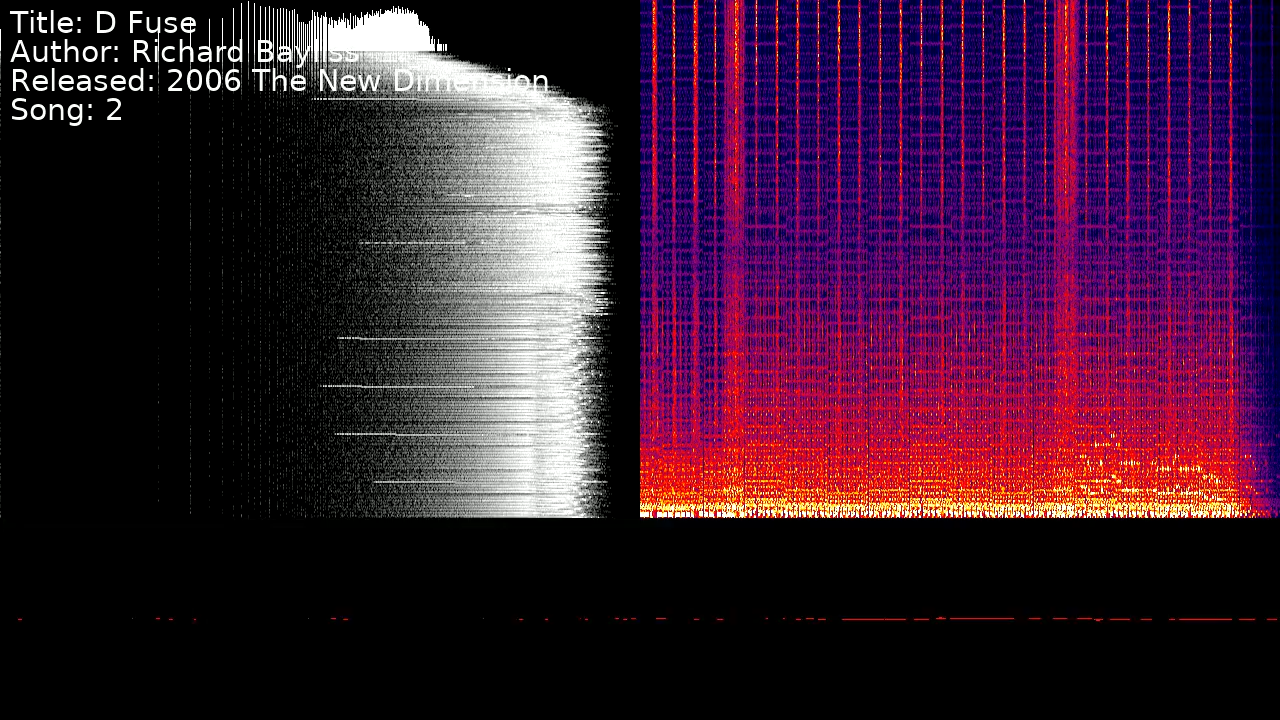 Title: D Fuse
Author: Richard Bayliss
Released: 2006 The New Dimension
Song: 2